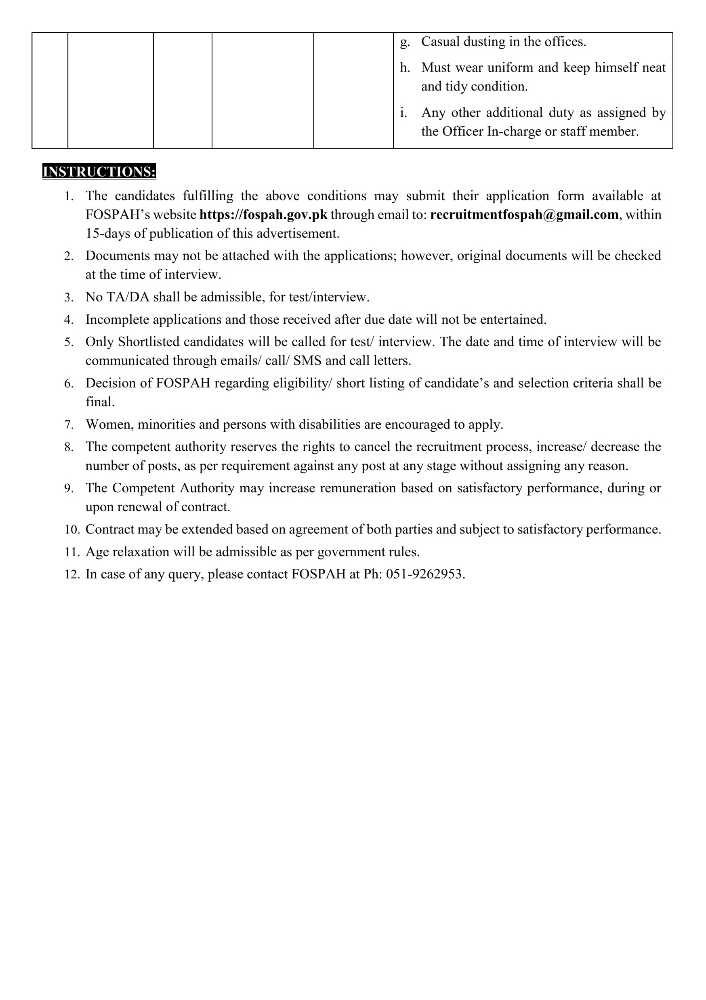 g. Casual dusting in the offices.
h. Must wear uniform and keep himself neat
and tidy condition.
i. Any other additional duty as assigned by
the Officer In-charge or staff member.
INSTRUCTIONS:
1. The candidates fulfilling the above conditions may submit their application form available at
FOSPAH’s website https://fospah.gov.pk through email to: recruitmentfospah@gmail.com, within
15-days of publication of this advertisement.
2. Documents may not be attached with the applications; however, original documents will be checked
at the time of interview.
3. No TA/DA shall be admissible, for test/interview.
4. Incomplete applications and those received after due date will not be entertained.
5. Only Shortlisted candidates will be called for test/ interview. The date and time of interview will be
communicated through emails/ call/ SMS and call letters.
6. Decision of FOSPAH regarding eligibility/ short listing of candidate’s and selection criteria shall be
final.
7. Women, minorities and persons with disabilities are encouraged to apply.
8. The competent authority reserves the rights to cancel the recruitment process, increase/ decrease the
number of posts, as per requirement against any post at any stage without assigning any reason.
9. The Competent Authority may increase remuneration based on satisfactory performance, during or
upon renewal of contract.
10. Contract may be extended based on agreement of both parties and subject to satisfactory performance.
11. Age relaxation will be admissible as per government rules.
12. In case of any query, please contact FOSPAH at Ph: 051-9262953.